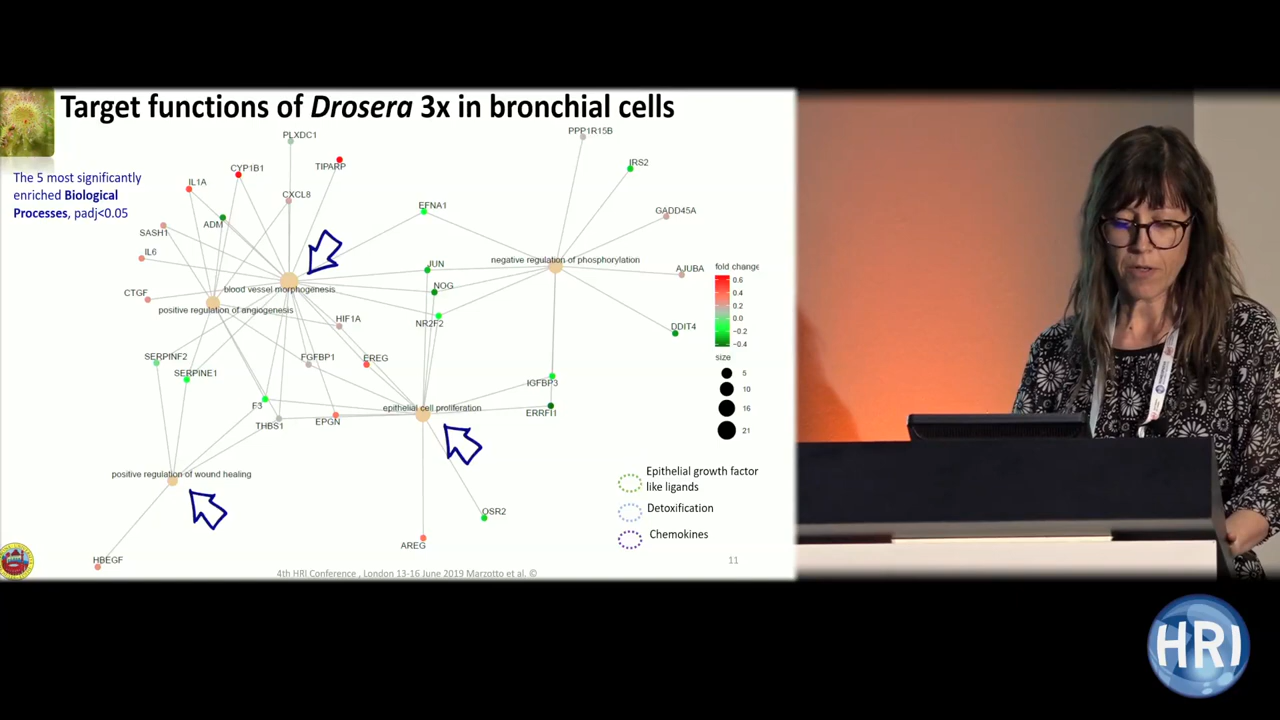 Target functions of Drosera 3x in bronchial cells
The 5 most significantly
enriched Biological
Processes, padj<0.05
PLXDC1
PPP1R15B
TIPARP
CYP1B1
IRS2
IL1A
CXCL8
EFNA1
GADD45A
ADM
SASH1
IL6
JUN
negative regulation of phosphorylation
AJUBA
blood vessel morphogenesis
NOG
CTGF
positive regulation of angiogenesis
HIF1A
NR2F2
DDIT4
SERPINF2
FGFBP1
EREG
SERPINE1
IGFBP3
F3
epithelial cell proliferation
ERRFI1
THBS1
EPGN
positive regulation of wound healing
OSR2
AREG
HBEGF
fold change
0.6
0.4
0.2
0.0
−0.2
−0.4
size
5
10
16
21
Epithelial growth factor
like ligands
Detoxification
Chemokines
11
4th HRI Conference , London 13-16 June 2019 Marzotto et al. ©
HRI